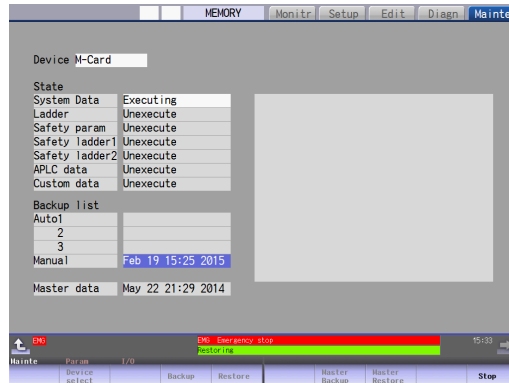 MEMORY Monitr Setup Edit Diagn Mainte
Device M-Card
State
System Data Executing
Ladder Unexecute
Safety param Unexecute
Safety ladder1 Unexecute
Safety ladder2 Unexecute
APLC data Unexecute
Custom data Unexecute
Backup list
Auto1
2
3
Manual Feb 19 15:25 2015
Master data May 22 21:29 2014
EMG EMG Emergency stop 15:33
Restoring
Mainte Param I/O
Device select Backup Restore Master Backup Master Restore Stop